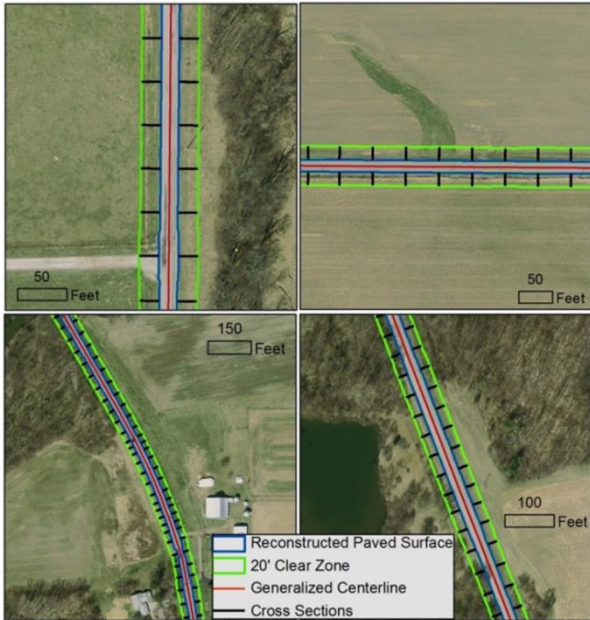 50
Feet
50
Feet
150
Feet
100
Feet
Reconstructed Paved Surface
20' Clear Zone
Generalized Centerline
Cross Sections